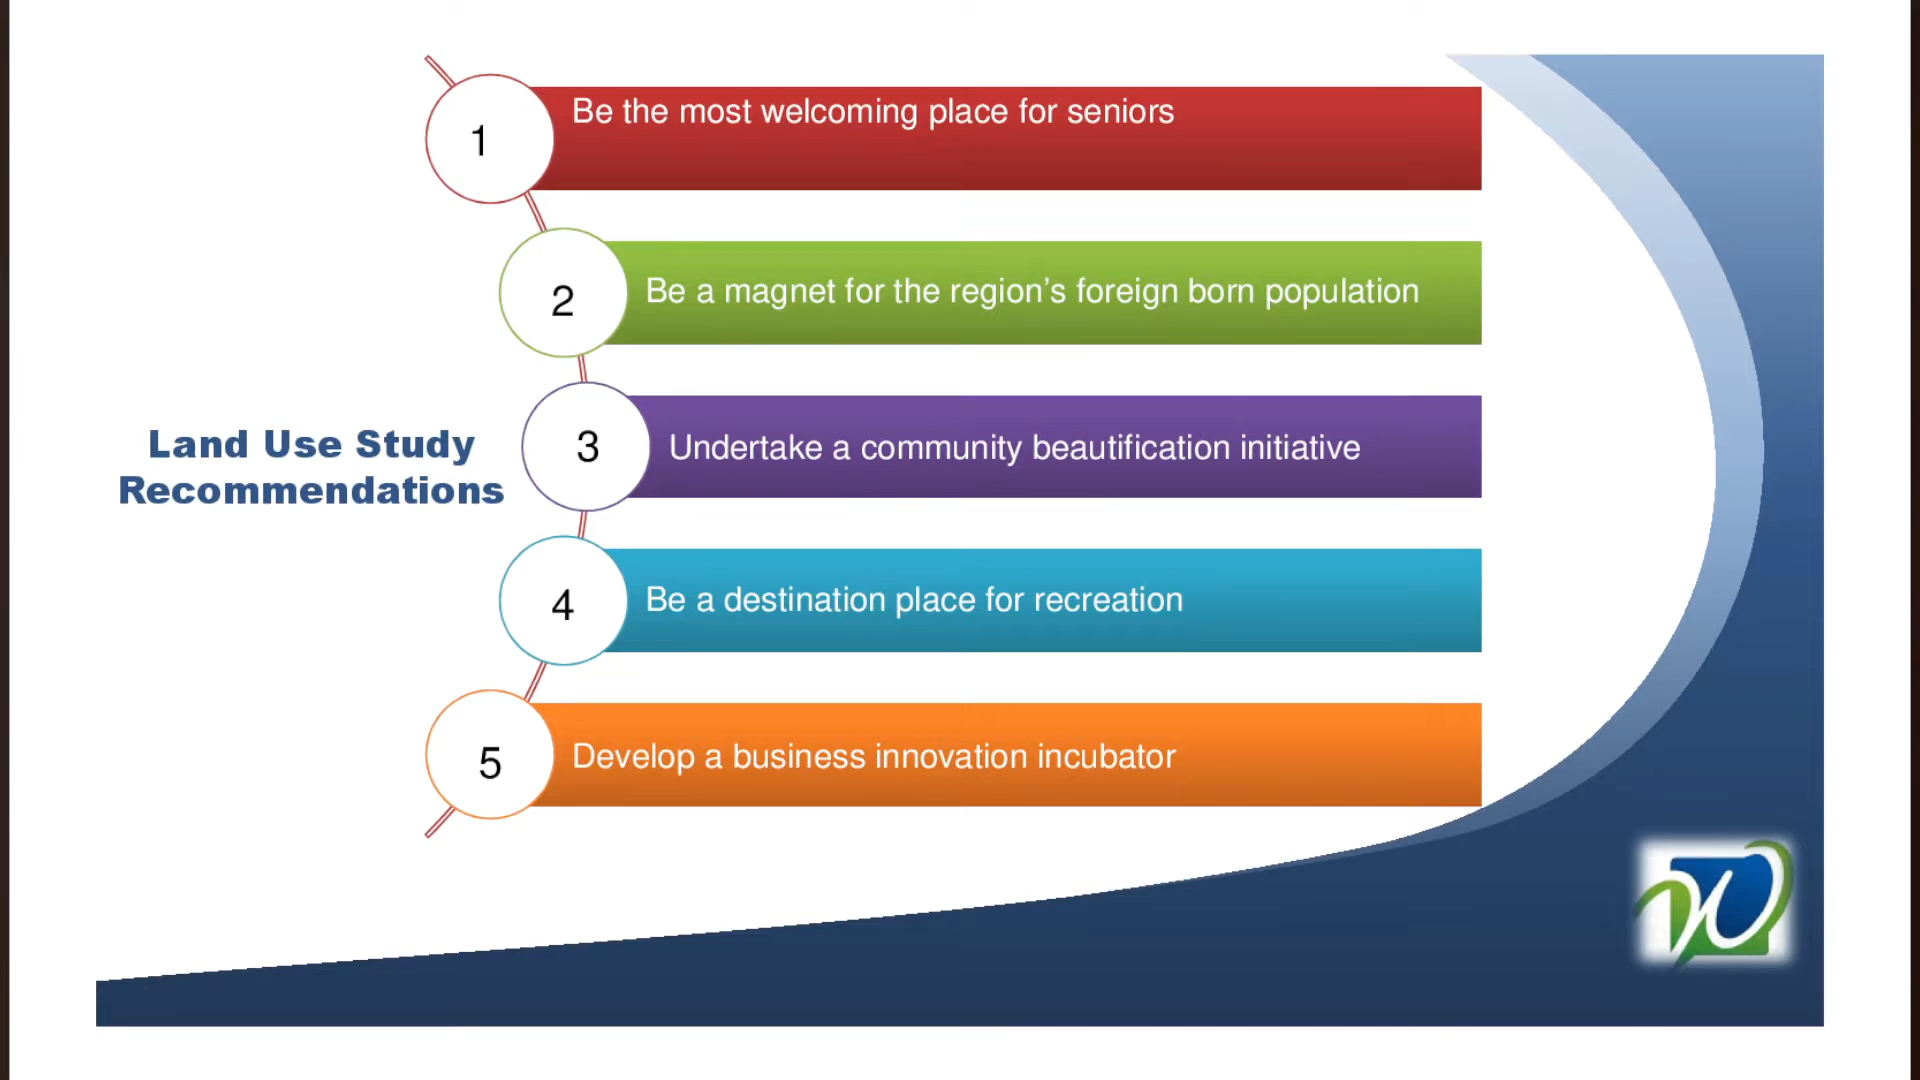 Land Use Study
Recommendations
1
Be the most welcoming place for seniors
2
Be a magnet for the region's foreign born population
3
Undertake a community beautification initiative
4
Be a destination place for recreation
5
Develop a business innovation incubator